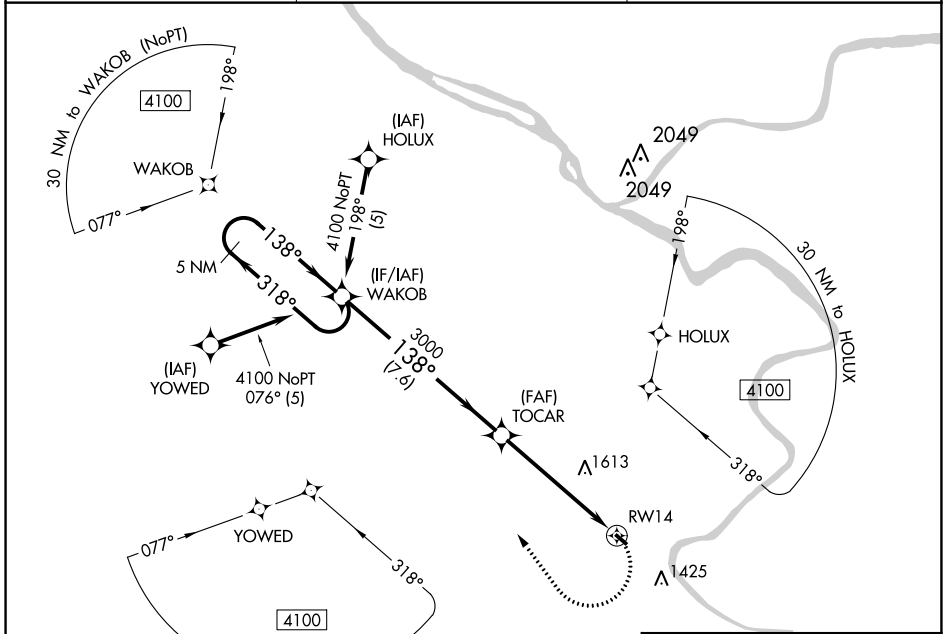 30 NM to WAKOB (NoPT)
4100
198°
WAKOB
077°
(IAF)
HOLUX
4100 NoPT
198°
(5)
2049
2049
5 NM
138°
318°
(IF/IAF)
WAKOB
(IAF)
YOWED
4100 NoPT
076° (5)
3000
138°
(7.6)
(FAF)
TOCAR
1613
RW14
1425
198°
30 NM to HOLUX
HOLUX
4100
318°
077°
YOWED
318°
4100